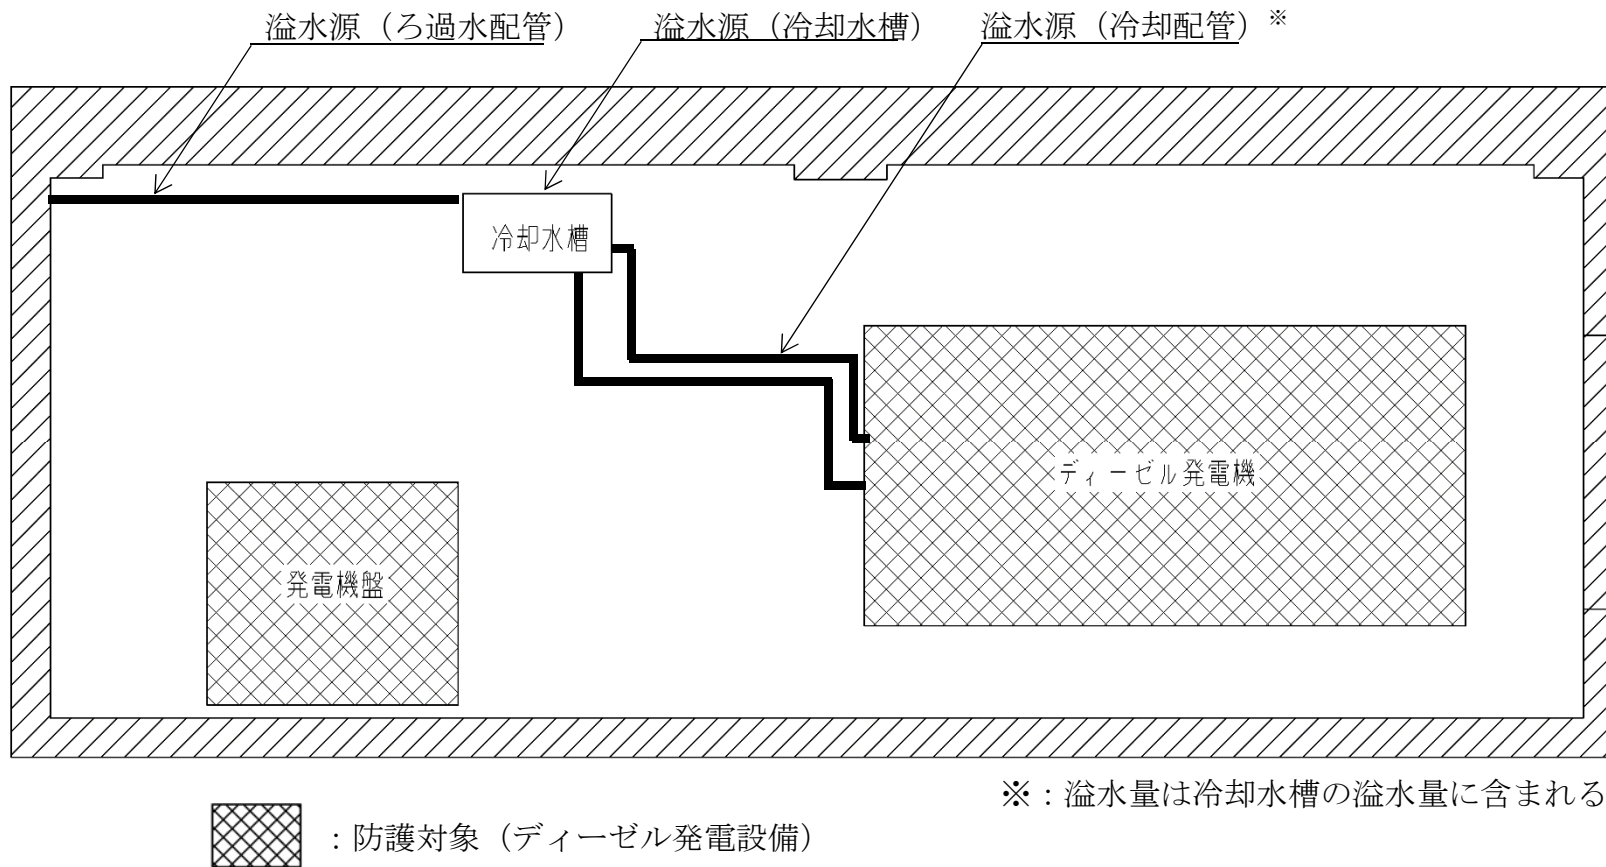 溢水源（ろ過水配管）
溢水源（冷却水槽）
溢水源（冷却配管）※
冷却水槽
ディーゼル発電機
発電機盤
※：溢水量は冷却水槽の溢水量に含まれる
：防護対象（ディーゼル発電設備）